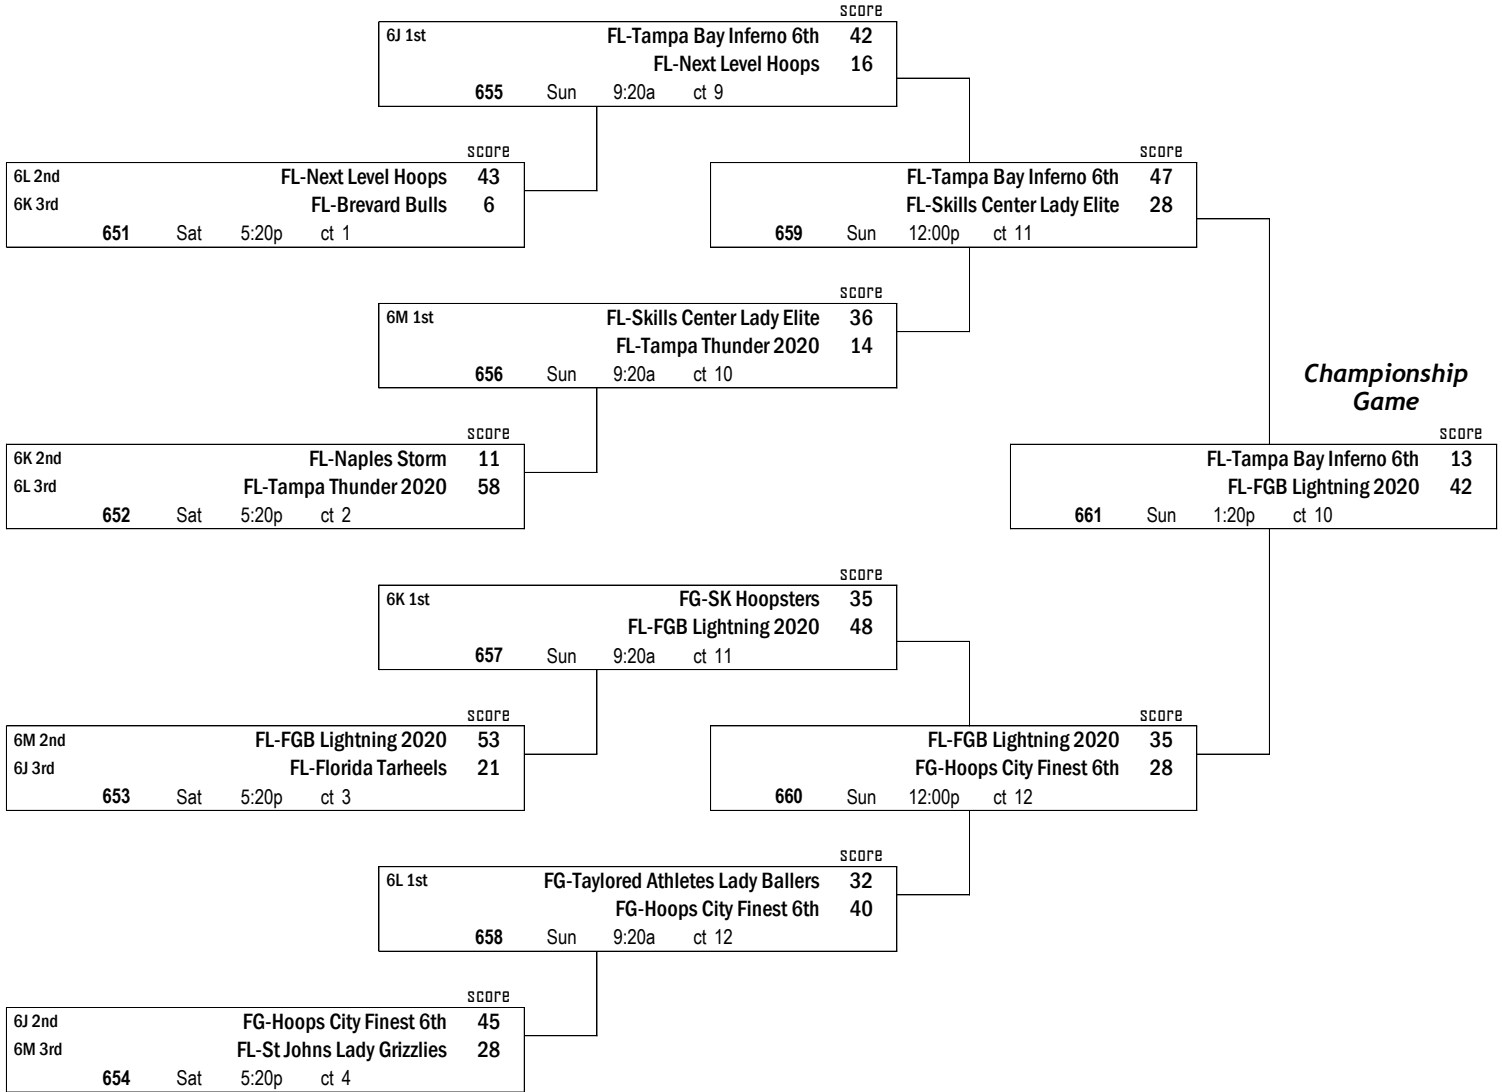 score
6J 1st FL-Tampa Bay Inferno 6th 42
FL-Next Level Hoops 16
655 Sun 9:20a ct 9
score
6L 2nd FL-Next Level Hoops 43
6K 3rd FL-Brevard Bulls 6
651 Sat 5:20p ct 1
score
FL-Tampa Bay Inferno 6th 47
FL-Skills Center Lady Elite 28
659 Sun 12:00p ct 11
score
6M 1st FL-Skills Center Lady Elite 36
FL-Tampa Thunder 2020 14
656 Sun 9:20a ct 10
score
6K 2nd FL-Naples Storm 11
6L 3rd FL-Tampa Thunder 2020 58
652 Sat 5:20p ct 2
Championship
Game
score
FL-Tampa Bay Inferno 6th 13
FL-FGB Lightning 2020 42
661 Sun 1:20p ct 10
score
6K 1st FG-SK Hoopsters 35
FL-FGB Lightning 2020 48
657 Sun 9:20a ct 11
score
6M 2nd FL-FGB Lightning 2020 53
6J 3rd FL-Florida Tarheels 21
653 Sat 5:20p ct 3
score
FL-FGB Lightning 2020 35
FG-Hoops City Finest 6th 28
660 Sun 12:00p ct 12
score
6L 1st FG-Taylored Athletes Lady Ballers 32
FG-Hoops City Finest 6th 40
658 Sun 9:20a ct 12
score
6J 2nd FG-Hoops City Finest 6th 45
6M 3rd FL-St Johns Lady Grizzlies 28
654 Sat 5:20p ct 4